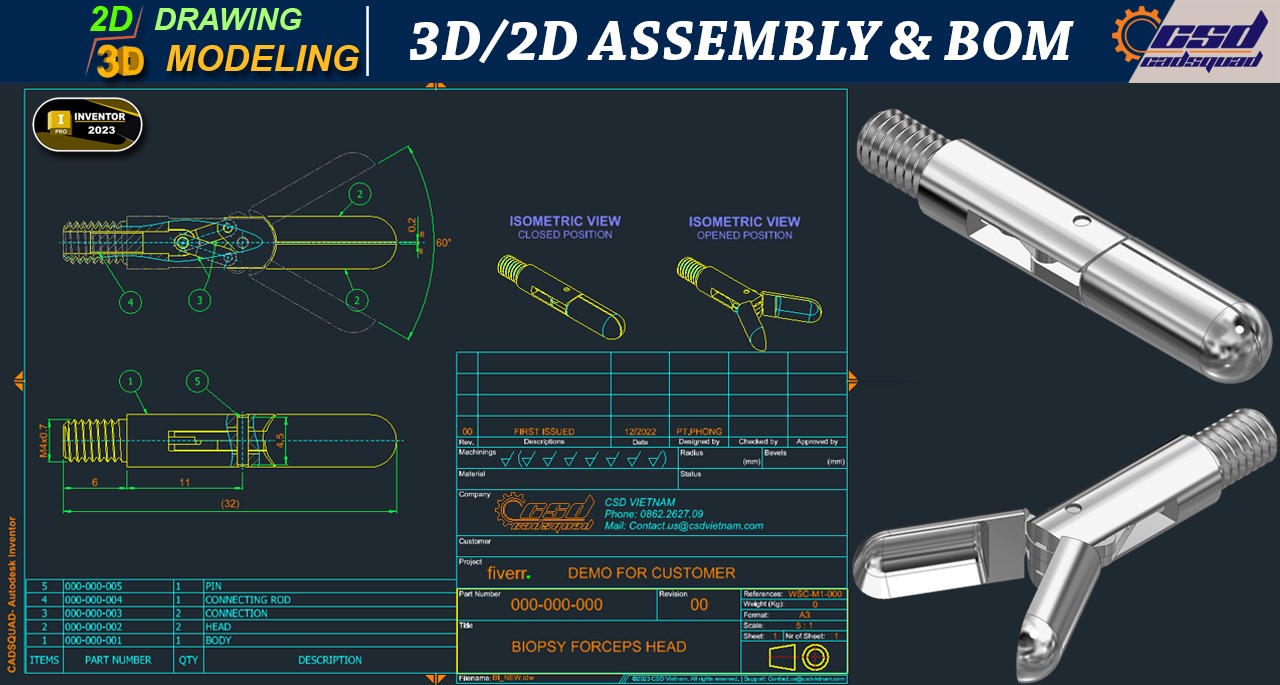 2D DRAWING
3D MODELING
3D/2D ASSEMBLY & BOM
csd
cadsquad
I
PRO
INVENTOR
2023
2
0,2
=
=
60°
2
4
3
ISOMETRIC VIEW
CLOSED POSITION
ISOMETRIC VIEW
OPENED POSITION
1
5
M4x0.7
4,5
6
11
(32)
00 FIRST ISSUED 12/2022 PT.PHONG
Rev. Descriptions Date Designed by Checked by Approved by
Machinings Radius (mm) Bevels (mm)
Material Status
Company
csd
cadsquad
CSD VIETNAM
Phone: 0862.2627.09
Mail: Contact.us@csdvietnam.com
Customer
Project
fiverr. DEMO FOR CUSTOMER
Part Number
000-000-000
Revision
00
References: WSC-M1-000
Weight (Kg): 0
Format: A3
Scale: 5 : 1
Sheet: 1 Nr of Sheet: 1
Title
BIOPSY FORCEPS HEAD
Filename: BI_NEW.idw
©2023 CSD Vietnam. All rights reserved. | Support: Contact.us@csdvietnam.com
5 000-000-005 1 PIN
4 000-000-004 1 CONNECTING ROD
3 000-000-003 2 CONNECTION
2 000-000-002 2 HEAD
1 000-000-001 1 BODY
ITEMS PART NUMBER QTY DESCRIPTION
CADSQUAD- Autodesk Inventor